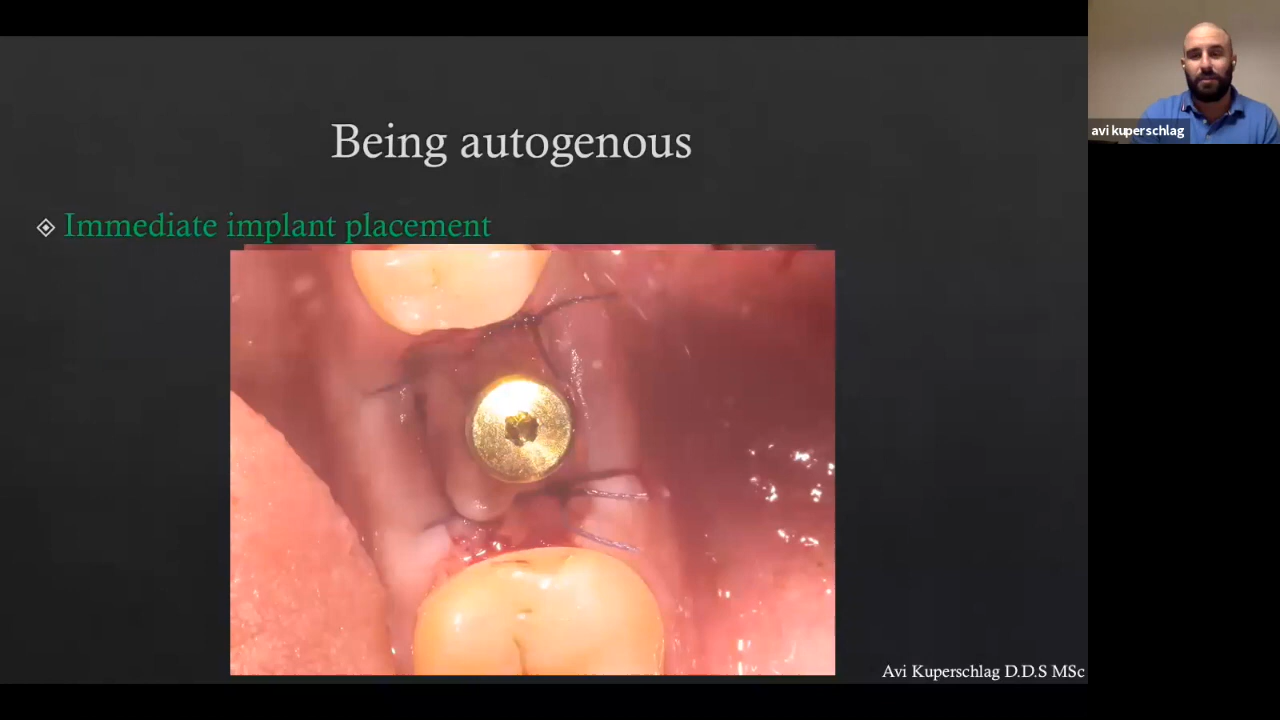 Being autogenous
Immediate implant placement
avi kuperschlag
Avi Kuperschlag D.D.S MSc